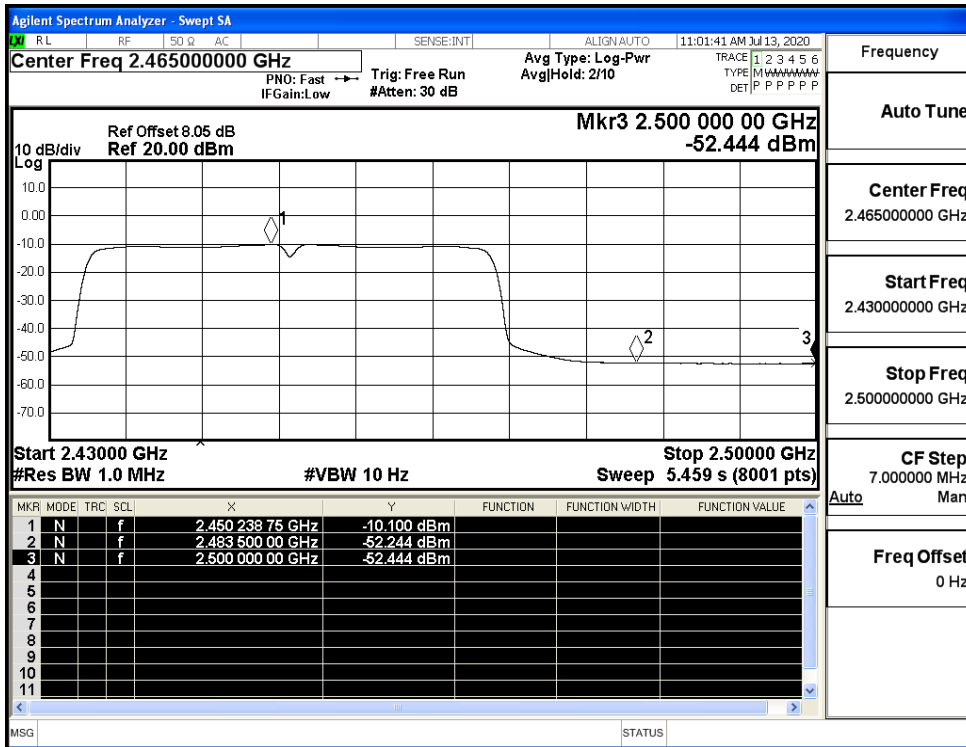 Agilent Spectrum Analyzer - Swept SA
LXI RL RF 50 Ω AC SENSE:INT ALIGN AUTO 11:01:41 AM Jul 13, 2020
Center Freq 2.465000000 GHz
PNO: Fast
IFGain:Low
Trig: Free Run
#Atten: 30 dB
Avg Type: Log-Pwr
Avg|Hold: 2/10
TRACE 1 2 3 4 5 6
TYPE M WWWWW
DET P P P P P P
Mkr3 2.500 000 00 GHz
-52.444 dBm
Ref Offset 8.05 dB
10 dB/div Ref 20.00 dBm
Log
10.0
0.00
-10.0
-20.0
-30.0
-40.0
-50.0
-60.0
-70.0
1
2
3
Start 2.43000 GHz Stop 2.50000 GHz
#Res BW 1.0 MHz #VBW 10 Hz Sweep 5.459 s (8001 pts)
MKR MODE TRC SCL X Y FUNCTION FUNCTION WIDTH FUNCTION VALUE
1 N f 2.450 238 75 GHz -10.100 dBm
2 N f 2.483 500 00 GHz -52.244 dBm
3 N f 2.500 000 00 GHz -52.444 dBm
4
5
6
7
8
9
10
11
MSG STATUS
Frequency
Auto Tune
Center Freq
2.465000000 GHz
Start Freq
2.430000000 GHz
Stop Freq
2.500000000 GHz
CF Step
7.000000 MHz
Auto Man
Freq Offset
0 Hz